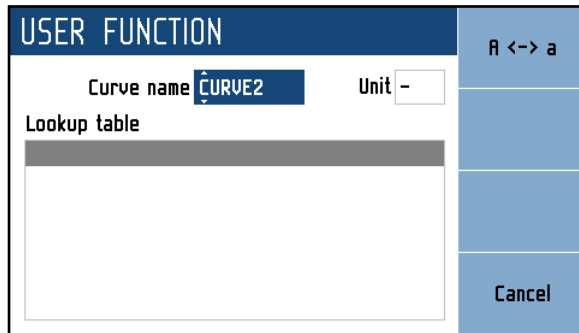 USER FUNCTION
A <-> a
Curve name CURVE2 Unit -
Lookup table
Cancel